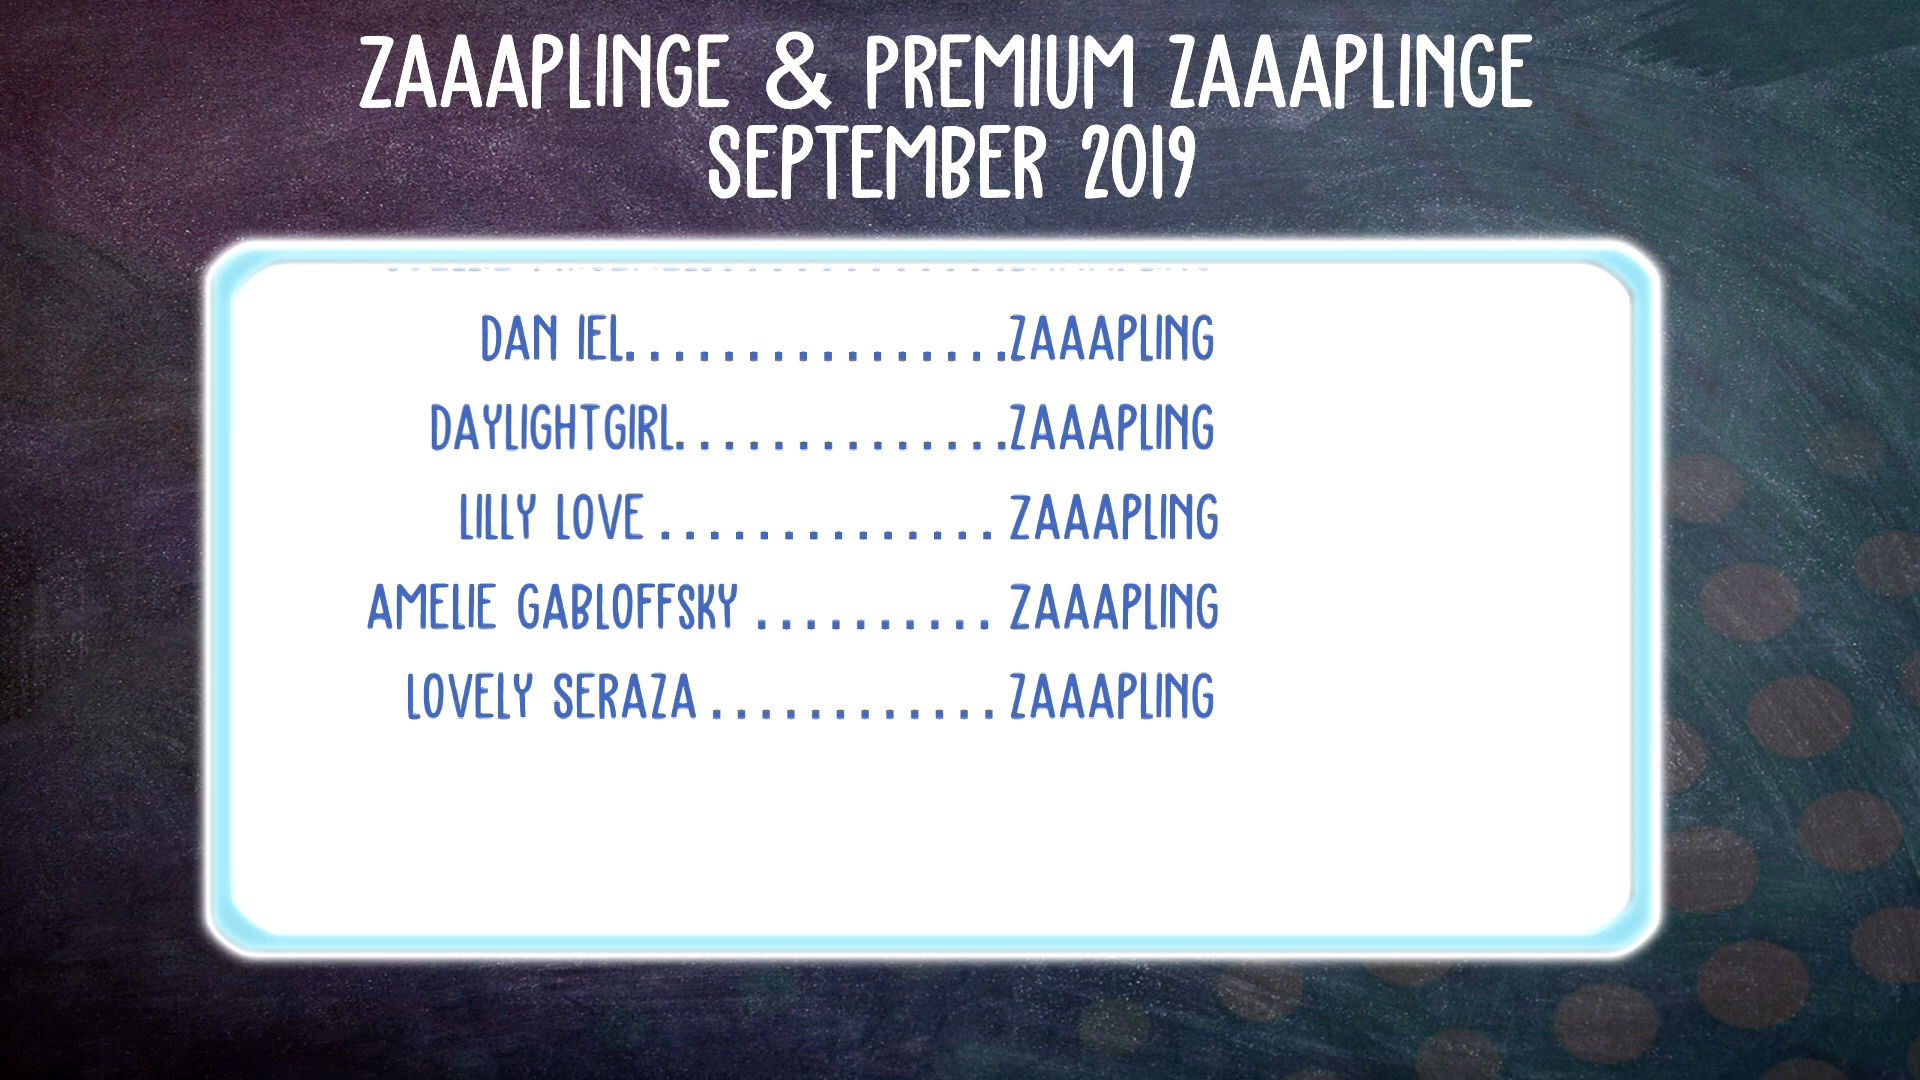 ZAAAPLINGE & PREMIUM ZAAAPLINGE
SEPTEMBER 2019
DAN IEL................ZAAAPLING
DAYLIGHTGIRL..............ZAAAPLING
LILLY LOVE .............. ZAAAPLING
AMELIE GABLOFFSKY .......... ZAAAPLING
LOVELY SERAZA ............ ZAAAPLING